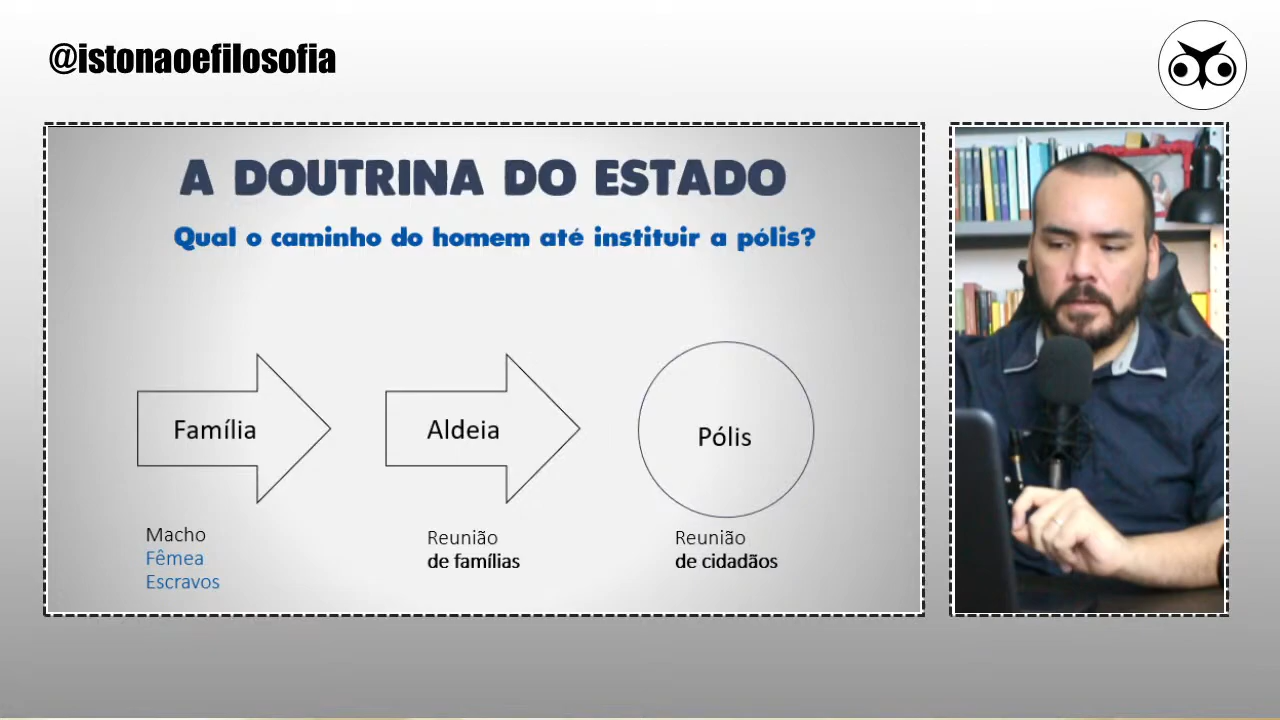 @istonaoefilosofia
A DOUTRINA DO ESTADO
Qual o caminho do homem até instituir a pólis?
Família
Aldeia
Pólis
Macho
Fêmea
Escravos
Reunião
de famílias
Reunião
de cidadãos